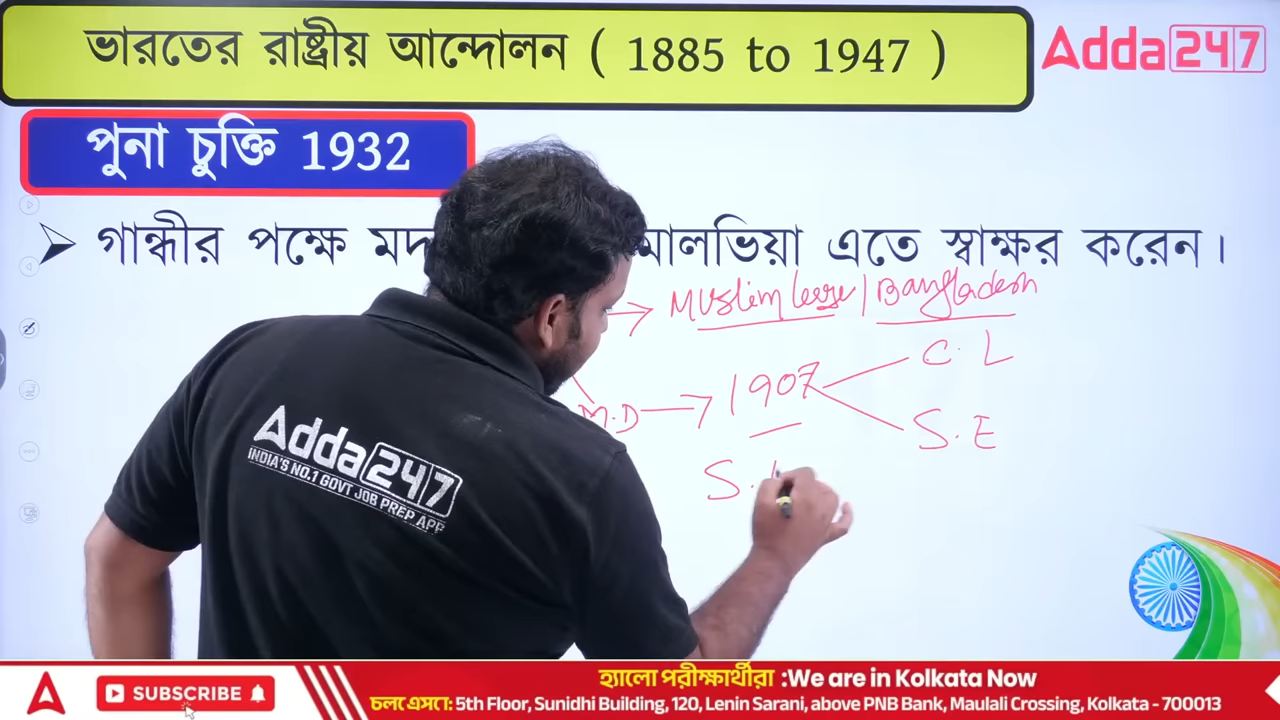 ভারতের রাষ্ট্রীয় আন্দোলন ( 1885 to 1947 )
Adda247
পুনা চুক্তি 1932
গান্ধীর পক্ষে মদ মালভিয়া এতে স্বাক্ষর করেন।
Muslim / Bangladesh
C. L
M.D 1907
S. E
S.
Adda247
INDIA'S NO.1 GOVT JOB PREP APP
SUBSCRIBE
হ্যালো পরীক্ষার্থীরা :We are in Kolkata Now
চলে এসো: 5th Floor, Sunidhi Building, 120, Lenin Sarani, above PNB Bank, Maulali Crossing, Kolkata - 700013